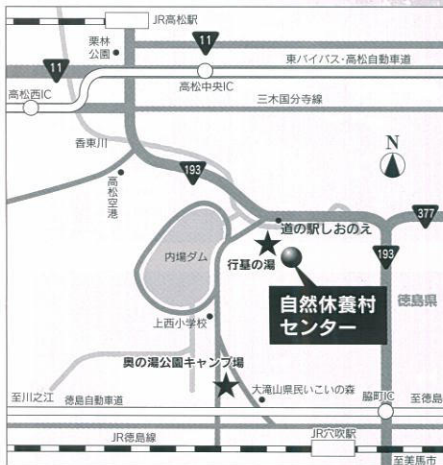 JR高松駅
栗林
公園
11
東バイパス・高松自動車道
11
高松中央IC
高松西IC
三木国分寺線
香東川
N
193
高松空港
377
道の駅しおのえ
内場ダム
行基の湯
193
徳島県
自然休養村
センター
上西小学校
奥の湯公園キャンプ場
大滝山県民いこいの森
至川之江
徳島自動車道
脇町IC
至徳島
JR徳島線
JR穴吹駅
至美馬市